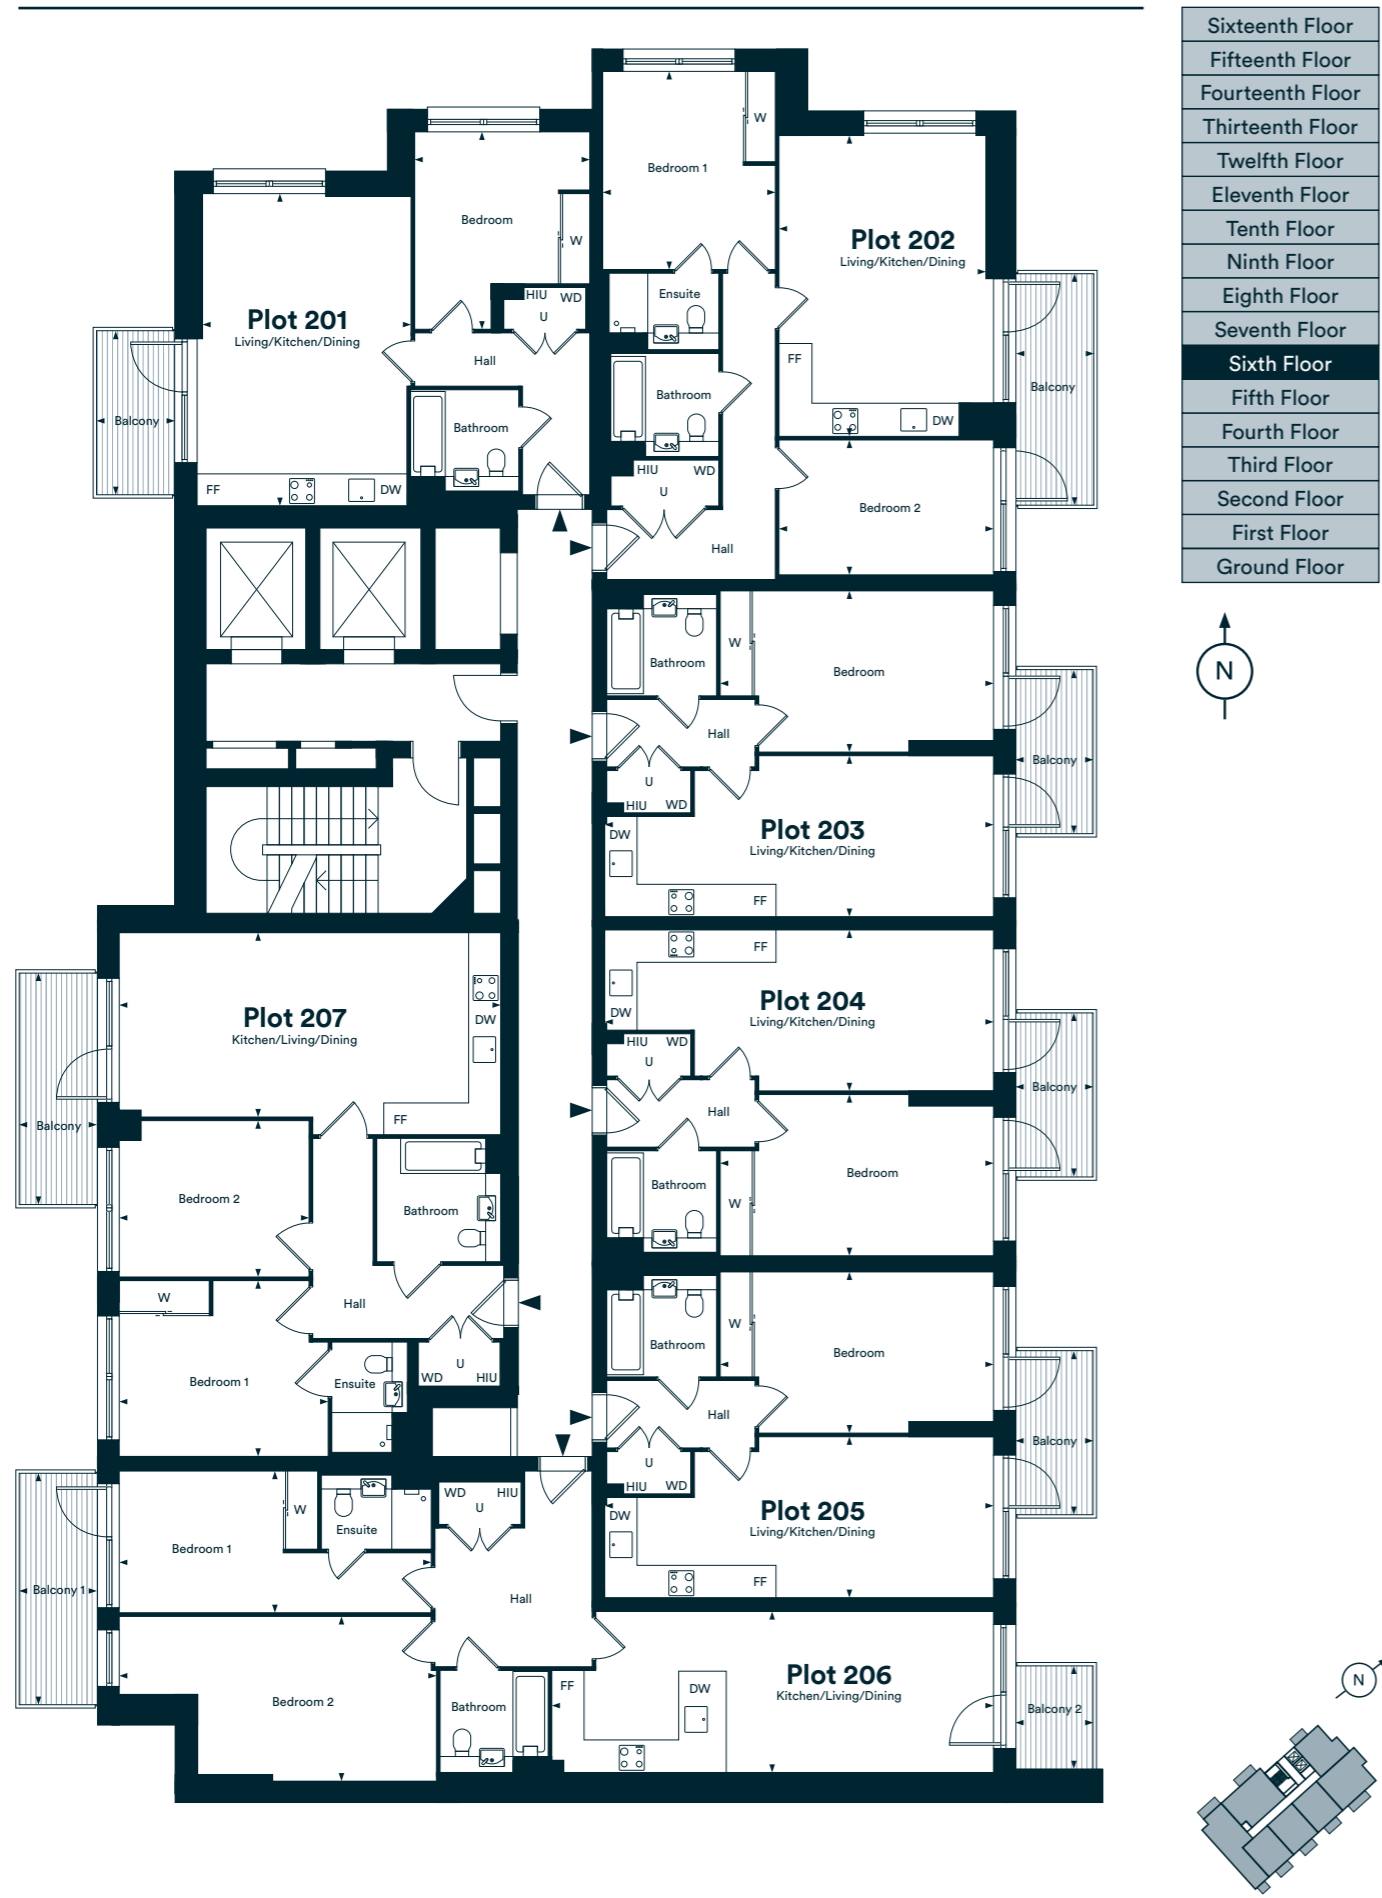 Sixteenth Floor
Fifteenth Floor
Fourteenth Floor
Thirteenth Floor
Twelfth Floor
Eleventh Floor
Tenth Floor
Ninth Floor
Eighth Floor
Seventh Floor
Sixth Floor
Fifth Floor
Fourth Floor
Third Floor
Second Floor
First Floor
Ground Floor
N
Plot 201
Living/Kitchen/Dining
Balcony
Bedroom
W
HIU WD
U
Hall
Bathroom
FF
DW
Bedroom 1
W
Plot 202
Living/Kitchen/Dining
Ensuite
FF
Balcony
Bathroom
DW
HIU WD
U
Bedroom 2
Hall
Bathroom
W
Bedroom
Hall
Balcony
U
HIU WD
DW
Plot 203
Living/Kitchen/Dining
FF
FF
Plot 204
Living/Kitchen/Dining
DW
HIU WD
U
Balcony
Hall
Bathroom
W
Bedroom
Plot 207
Kitchen/Living/Dining
DW
FF
Balcony
Bedroom 2
Bathroom
W
Hall
Bedroom 1
Ensuite
U
WD HIU
Bathroom
W
Bedroom
Hall
Balcony
U
HIU WD
DW
Plot 205
Living/Kitchen/Dining
FF
W
WD HIU
U
Ensuite
Bedroom 1
Balcony 1
Hall
Bedroom 2
Bathroom
FF
DW
Plot 206
Kitchen/Living/Dining
Balcony 2
N